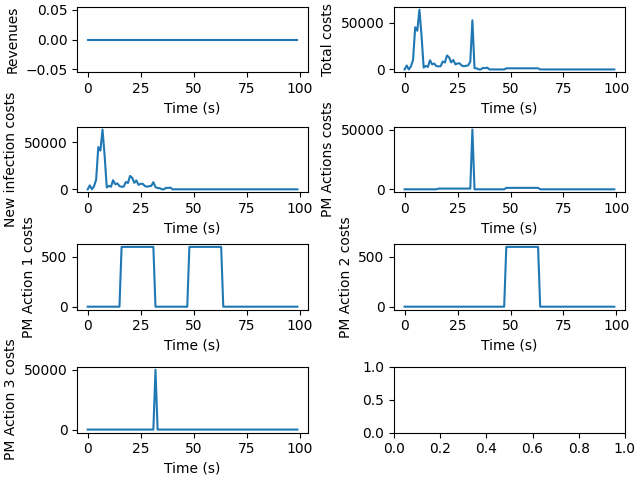 Revenues
0.05
0.00
−0.05
0 25 50 75 100
Time (s)
Total costs
50000
0
0 25 50 75 100
Time (s)
New infection costs
50000
0
0 25 50 75 100
Time (s)
PM Actions costs
50000
0
0 25 50 75 100
Time (s)
PM Action 1 costs
500
0
0 25 50 75 100
Time (s)
PM Action 2 costs
500
0
0 25 50 75 100
Time (s)
PM Action 3 costs
50000
0
0 25 50 75 100
Time (s)
1.0
0.5
0.0
0.0 0.2 0.4 0.6 0.8 1.0